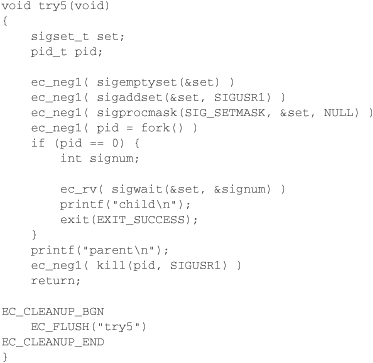 void try5(void)
{
    sigset_t set;
    pid_t pid;

    ec_neg1( sigemptyset(&set) )
    ec_neg1( sigaddset(&set, SIGUSR1) )
    ec_neg1( sigprocmask(SIG_SETMASK, &set, NULL) )
    ec_neg1( pid = fork() )
    if (pid == 0) {
        int signum;

        ec_rv( sigwait(&set, &signum) )
        printf("child\n");
        exit(EXIT_SUCCESS);
    }
    printf("parent\n");
    ec_neg1( kill(pid, SIGUSR1) )
    return;

EC_CLEANUP_BGN
    EC_FLUSH("try5")
EC_CLEANUP_END
}